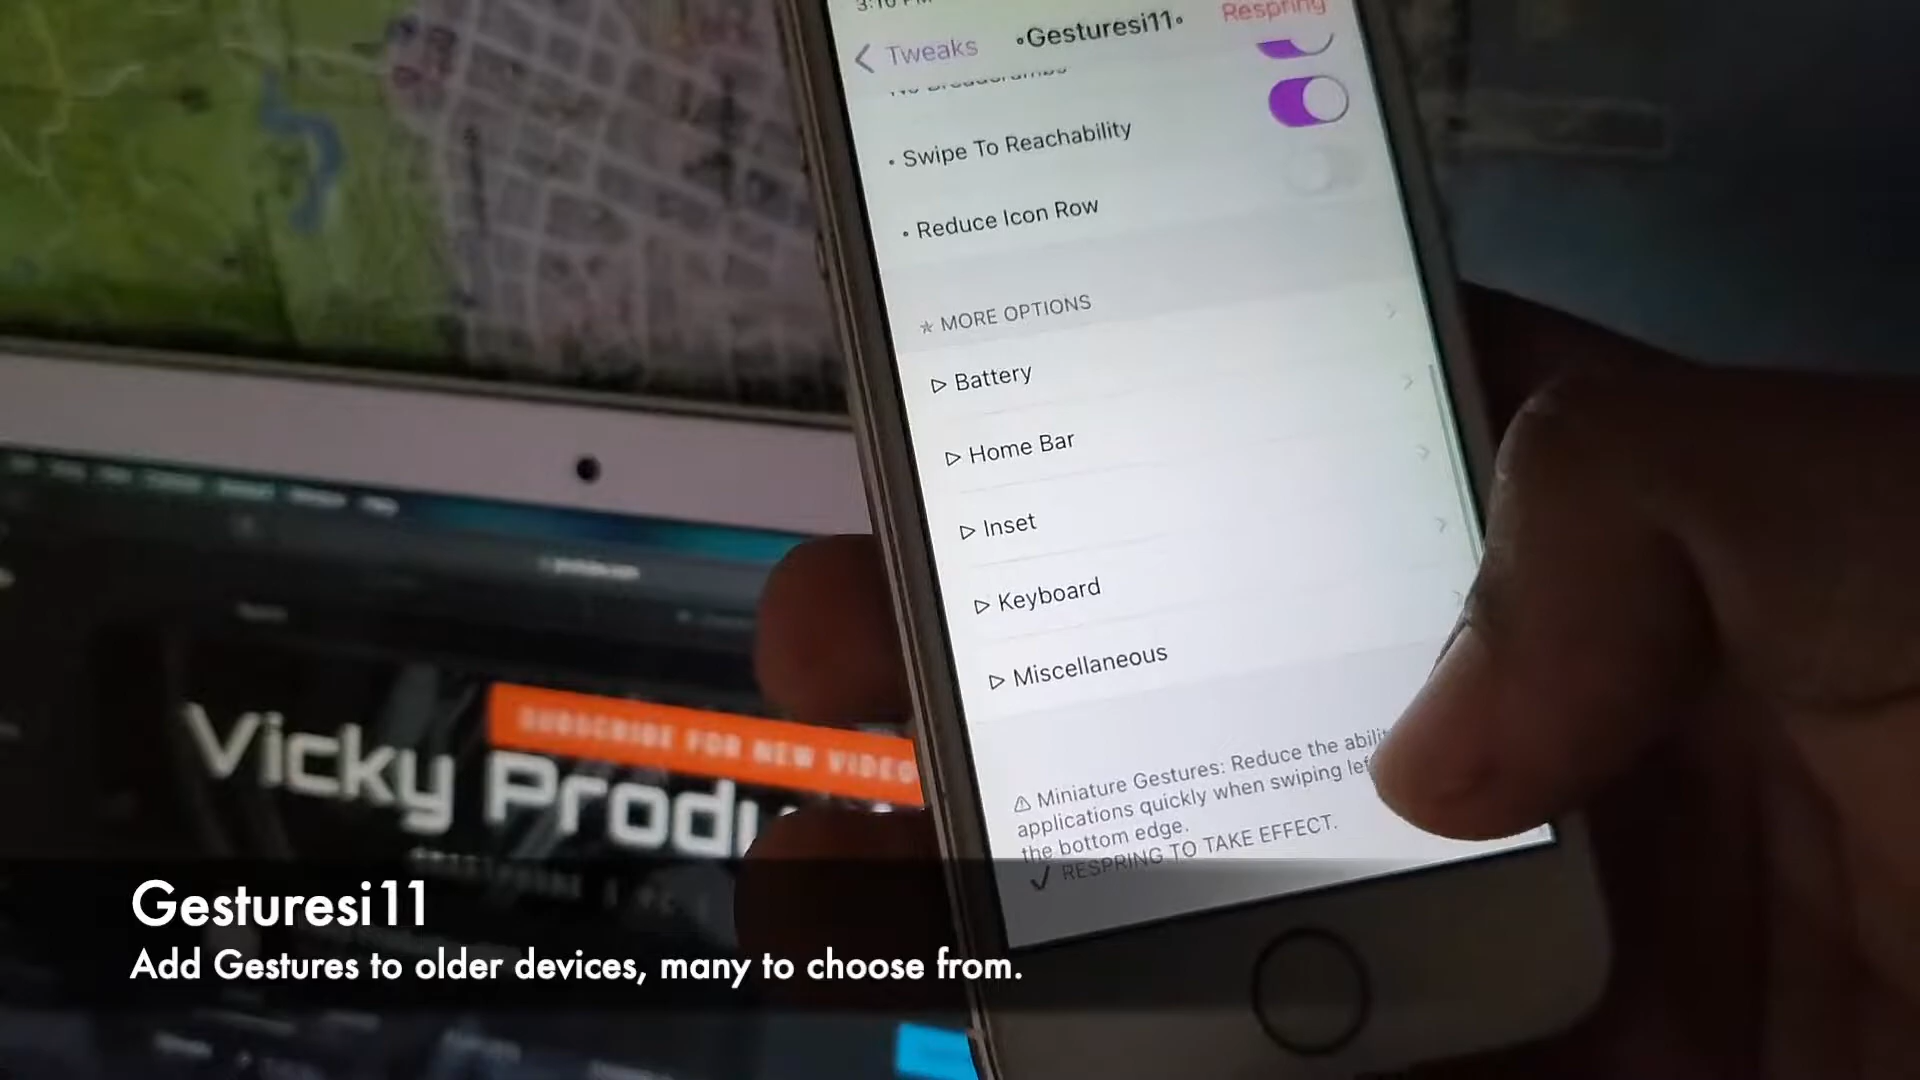 Respring
Tweaks
•Gesturesi11•
• Swipe To Reachability
• Reduce Icon Row
★ MORE OPTIONS
▷ Battery
▷ Home Bar
▷ Inset
▷ Keyboard
▷ Miscellaneous
⚠ Miniature Gestures: Reduce the
applications quickly when swiping
the bottom edge.
✓ RESPRING TO TAKE EFFECT.
SUBSCRIBE FOR NEW VIDEO
Vicky
Gesturesi11
Add Gestures to older devices, many to choose from.